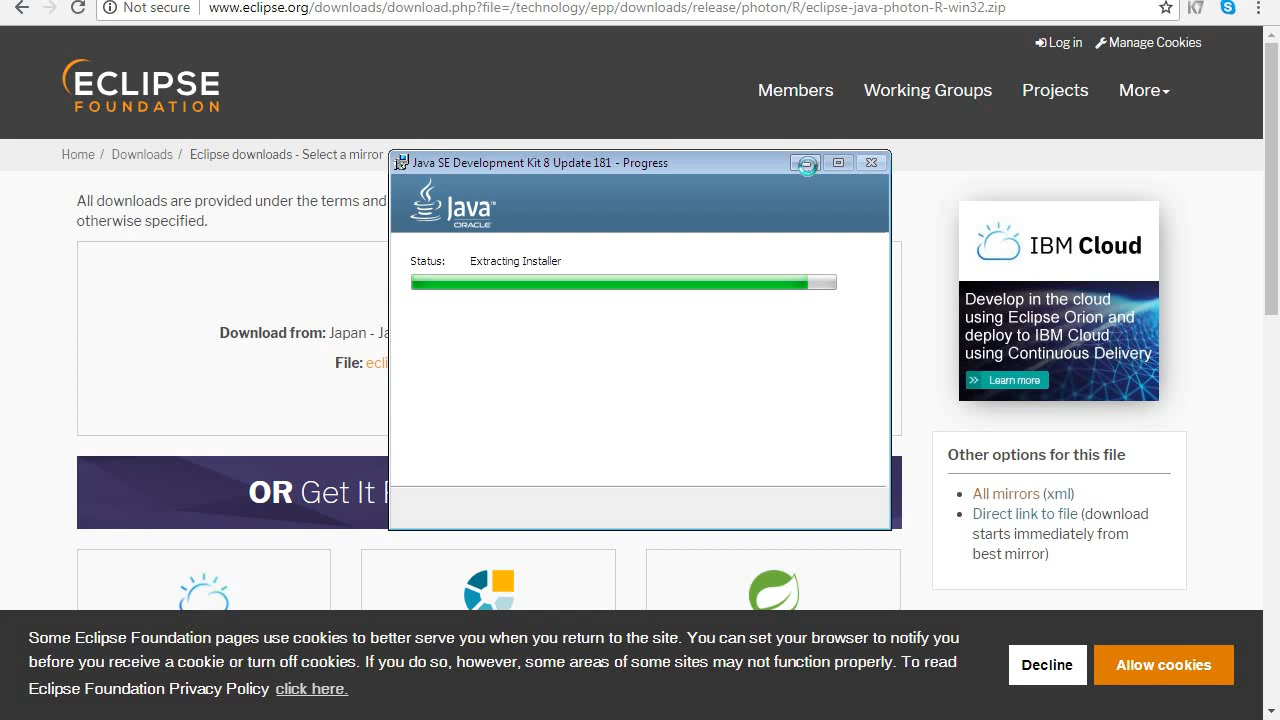 Not secure
www.eclipse.org/downloads/download.php?file=/technology/epp/downloads/release/photon/R/eclipse-java-photon-R-win32.zip
Log in
Manage Cookies
ECLIPSE
FOUNDATION
Members
Working Groups
Projects
More
Home / Downloads / Eclipse downloads - Select a mirror
All downloads are provided under the terms and
otherwise specified.
Download from: Japan - Ja
File: ecli
OR Get It
Java SE Development Kit 8 Update 181 - Progress
Java™
ORACLE
Status: Extracting Installer
IBM Cloud
Develop in the cloud
using Eclipse Orion and
deploy to IBM Cloud
using Continuous Delivery
Learn more
Other options for this file
All mirrors (xml)
Direct link to file (download
starts immediately from
best mirror)
Some Eclipse Foundation pages use cookies to better serve you when you return to the site. You can set your browser to notify you
before you receive a cookie or turn off cookies. If you do so, however, some areas of some sites may not function properly. To read
Eclipse Foundation Privacy Policy click here.
Decline
Allow cookies